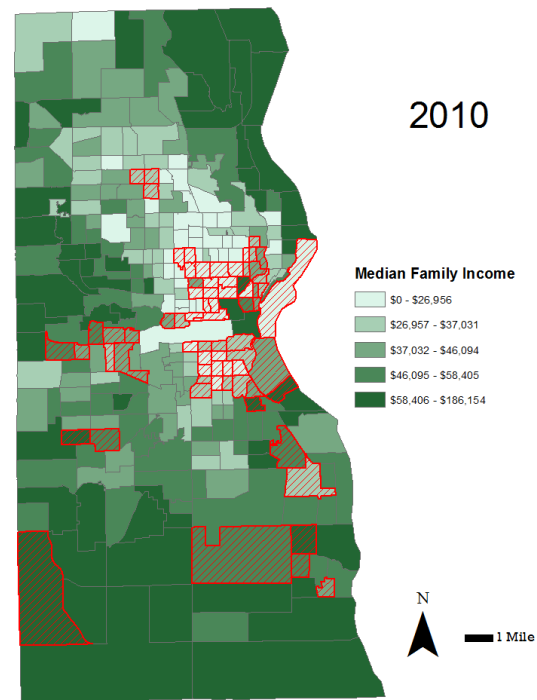 2010
Median Family Income
$0 - $26,956
$26,957 - $37,031
$37,032 - $46,094
$46,095 - $58,405
$58,406 - $186,154
N
1 Mile